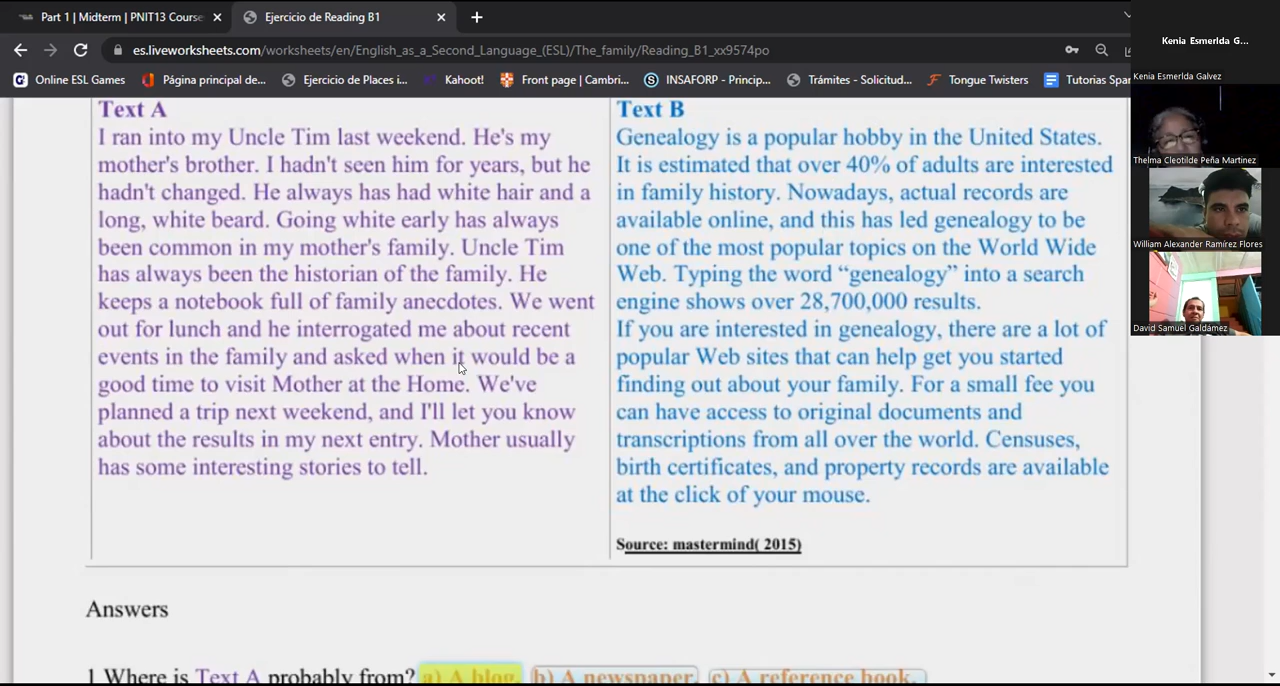 Part 1 | Midterm | PNIT13 Course
Ejercicio de Reading B1
es.liveworksheets.com/worksheets/en/English_as_a_Second_Language_(ESL)/The_family/Reading_B1_xx9574po
Online ESL Games
Página principal de...
Ejercicio de Places i...
Kahoot!
Front page | Cambri...
INSAFORP - Princip...
Trámites - Solicitud...
Tongue Twisters
Tutorias Spar
Kenia Esmerlda G...
Kenia Esmerlda Galvez
Thelma Cleotilde Peña Martinez
William Alexander Ramírez Flores
David Samuel Galdámez
Text A
I ran into my Uncle Tim last weekend. He's my
mother's brother. I hadn't seen him for years, but he
hadn't changed. He always has had white hair and a
long, white beard. Going white early has always
been common in my mother's family. Uncle Tim
has always been the historian of the family. He
keeps a notebook full of family anecdotes. We went
out for lunch and he interrogated me about recent
events in the family and asked when it would be a
good time to visit Mother at the Home. We've
planned a trip next weekend, and I'll let you know
about the results in my next entry. Mother usually
has some interesting stories to tell.
Text B
Genealogy is a popular hobby in the United States.
It is estimated that over 40% of adults are interested
in family history. Nowadays, actual records are
available online, and this has led genealogy to be
one of the most popular topics on the World Wide
Web. Typing the word “genealogy” into a search
engine shows over 28,700,000 results.
If you are interested in genealogy, there are a lot of
popular Web sites that can help get you started
finding out about your family. For a small fee you
can have access to original documents and
transcriptions from all over the world. Censuses,
birth certificates, and property records are available
at the click of your mouse.
Source: mastermind( 2015)
Answers
1 Where is Text A probably from? a) A blog. b) A newspaper. c) A reference book.